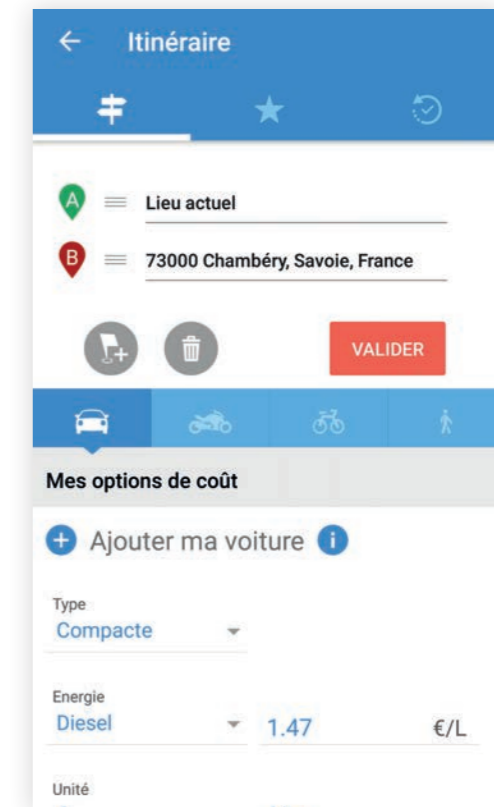 Itinéraire
A Lieu actuel
B 73000 Chambéry, Savoie, France
VALIDER
Mes options de coût
Ajouter ma voiture i
Type
Compacte
Energie
Diesel 1.47 €/L
Unité